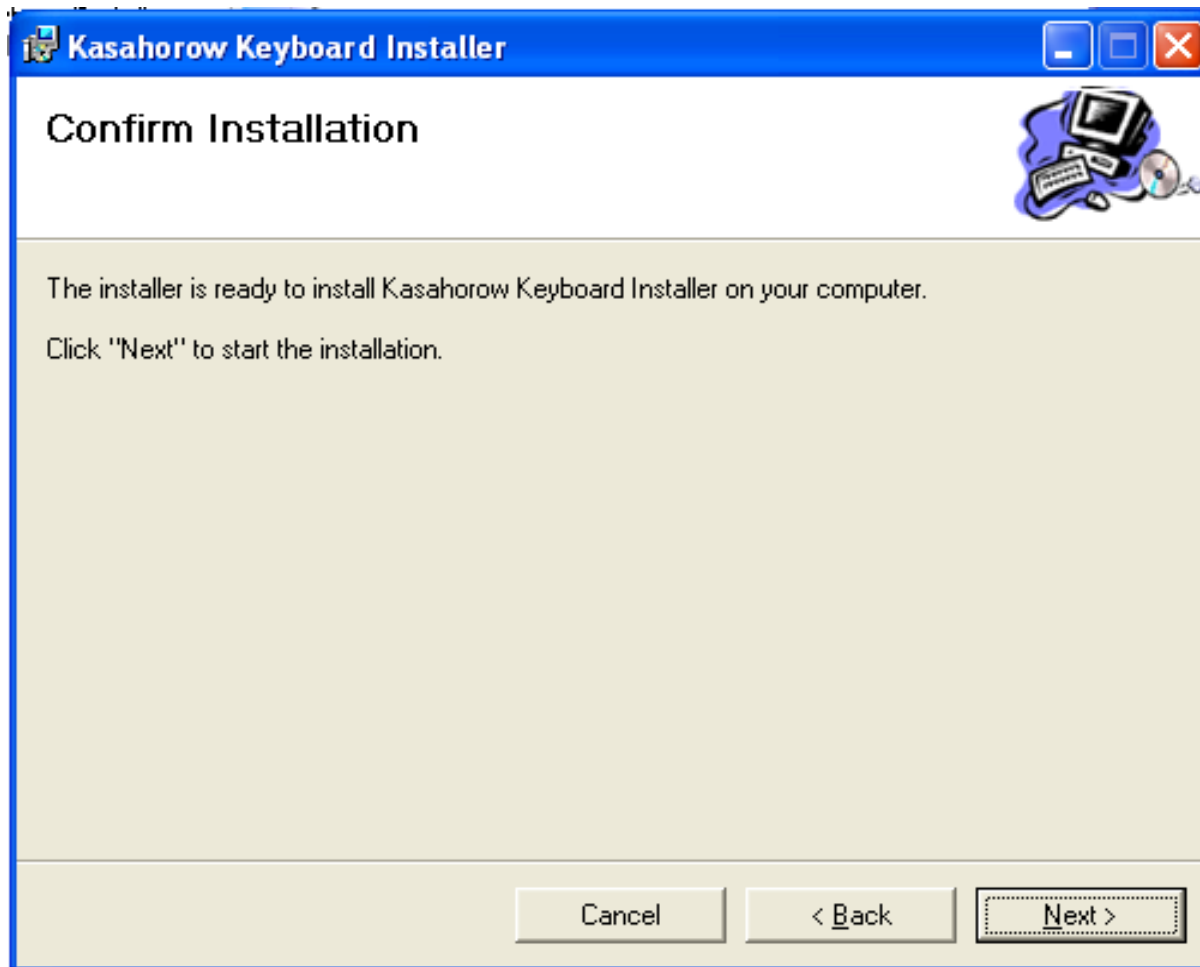 Kasahorow Keyboard Installer
Confirm Installation
The installer is ready to install Kasahorow Keyboard Installer on your computer.
Click "Next" to start the installation.
Cancel
< Back
Next >